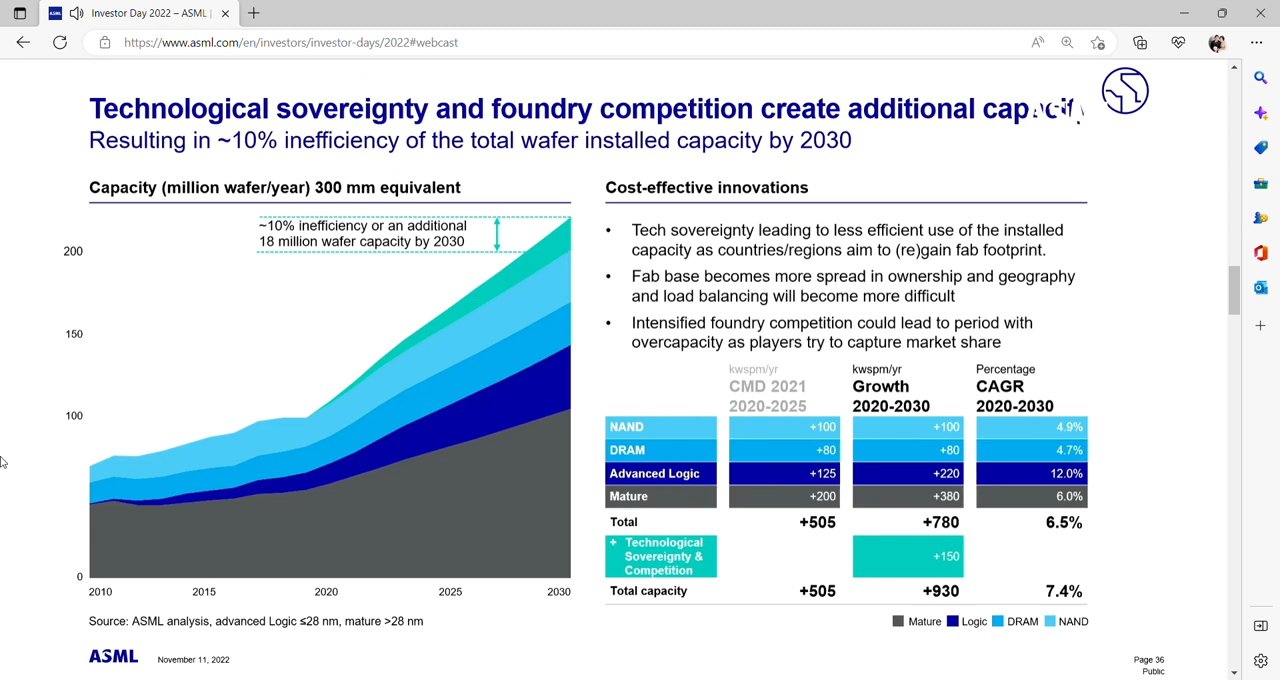 Investor Day 2022 – ASML |
https://www.asml.com/en/investors/investor-days/2022#webcast
Technological sovereignty and foundry competition create additional capacity
Resulting in ~10% inefficiency of the total wafer installed capacity by 2030
Capacity (million wafer/year) 300 mm equivalent
~10% inefficiency or an additional
18 million wafer capacity by 2030
200
150
100
0
2010 2015 2020 2025 2030
Source: ASML analysis, advanced Logic ≤28 nm, mature >28 nm
Cost-effective innovations
• Tech sovereignty leading to less efficient use of the installed
capacity as countries/regions aim to (re)gain fab footprint.
• Fab base becomes more spread in ownership and geography
and load balancing will become more difficult
• Intensified foundry competition could lead to period with
overcapacity as players try to capture market share
kwspm/yr kwspm/yr Percentage
CMD 2021 Growth CAGR
2020-2025 2020-2030 2020-2030
NAND +100 +100 4.9%
DRAM +80 +80 4.7%
Advanced Logic +125 +220 12.0%
Mature +200 +380 6.0%
Total +505 +780 6.5%
+ Technological
Sovereignty & +150
Competition
Total capacity +505 +930 7.4%
Mature Logic DRAM NAND
ASML November 11, 2022
Page 36
Public